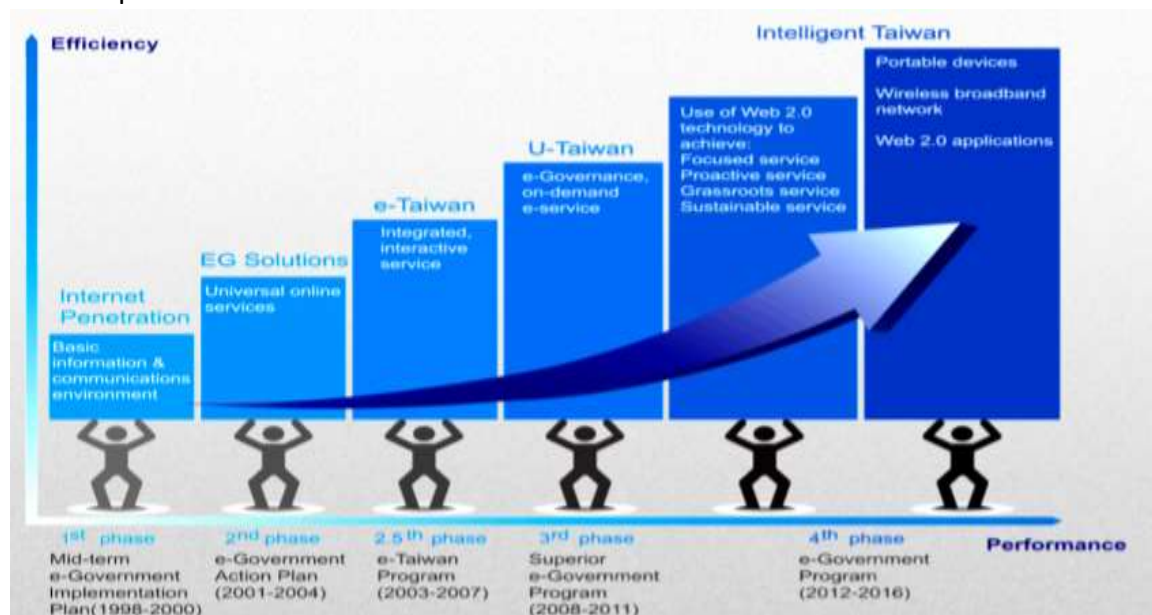 Efficiency
Intelligent Taiwan
Portable devices
Wireless broadband
network
Web 2.0 applications
Use of Web 2.0
technology to
achieve:
Focused service
Proactive service
Grassroots service
Sustainable service
U-Taiwan
e-Governance,
on-demand
e-service
e-Taiwan
Integrated,
interactive
service
EG Solutions
Universal online
services
Internet
Penetration
Basic
information &
communications
environment
1st phase
Mid-term
e-Government
Implementation
Plan(1998-2000)
2nd phase
e-Government
Action Plan
(2001-2004)
2.5th phase
e-Taiwan
Program
(2003-2007)
3rd phase
Superior
e-Government
Program
(2008-2011)
4th phase
e-Government
Program
(2012-2016)
Performance